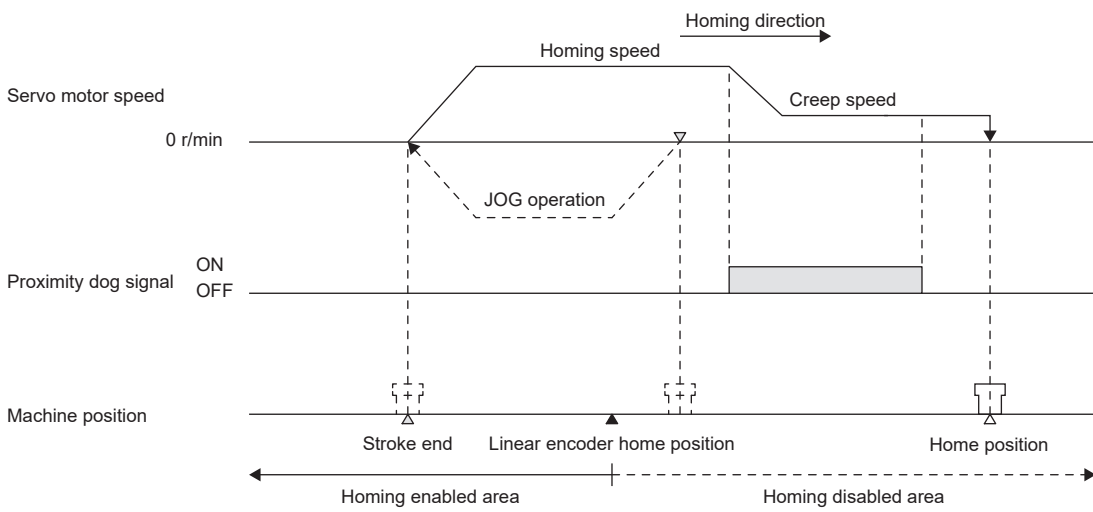 Homing direction
Homing speed
Servo motor speed
Creep speed
0 r/min
JOG operation
ON
Proximity dog signal
OFF
Machine position
Stroke end
Linear encoder home position
Home position
Homing enabled area
Homing disabled area